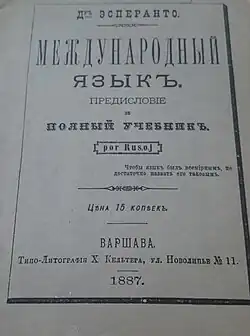 Дръ ЭСПЕРАНТО.
МЕЖДУНАРОДНЫЙ
ЯЗЫКЪ.
ПРЕДИСЛОВІЕ
и
ПОЛНЫЙ УЧЕБНИКЪ.
por Rusoj
Чтобы языкъ былъ всемірнымъ, не
достаточно назвать его таковымъ.
Цѣна 15 копѣекъ.
ВАРШАВА.
Типо-Литографія Х. Кельтера, ул. Новолипье № 11.
1887.